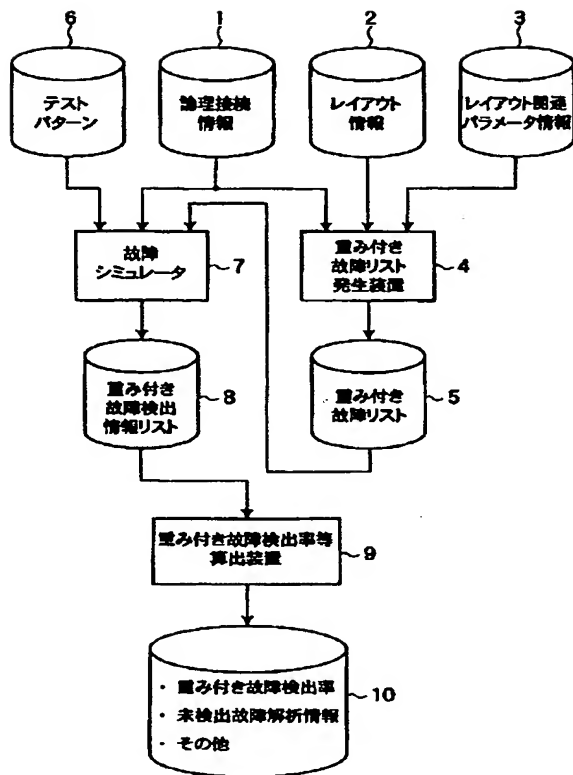 6
1
2
3
テスト
パターン
論理接続
情報
レイアウト
情報
レイアウト関連
パラメータ情報
故障
シミュレータ
7
重み付き
故障リスト
発生装置
4
重み付き
故障検出
情報リスト
8
重み付き
故障リスト
5
重み付き故障検出率等
算出装置
9
・ 重み付き故障検出率
・ 未検出故障解析情報
・ その他
10